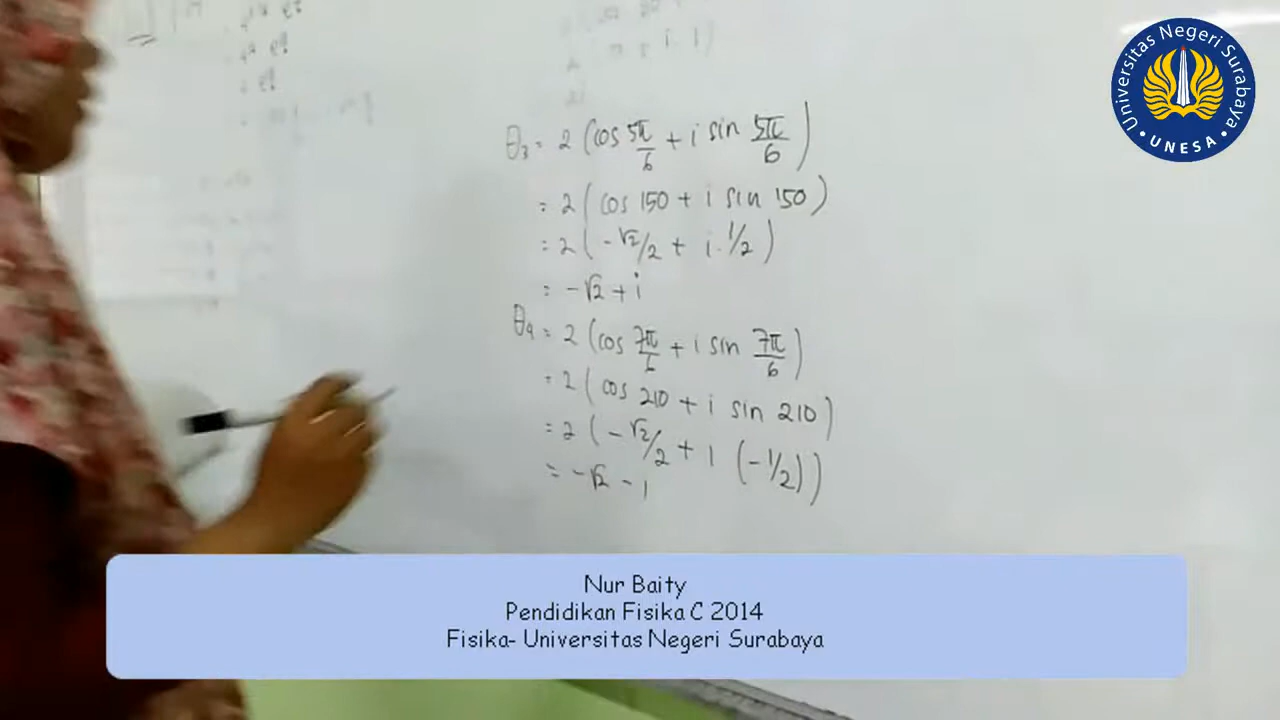 Universitas Negeri Surabaya
UNESA
θ₃ = 2 (cos 5π/6 + i sin 5π/6)
= 2 (cos 150 + i sin 150)
= 2 (-√2/2 + i. 1/2)
= -√2 + i
θ₄ = 2 (cos 7π/6 + i sin 7π/6)
= 2 (cos 210 + i sin 210)
= 2 (-√2/2 + i (-1/2))
= -√2 - i
Nur Baity
Pendidikan Fisika C 2014
Fisika- Universitas Negeri Surabaya